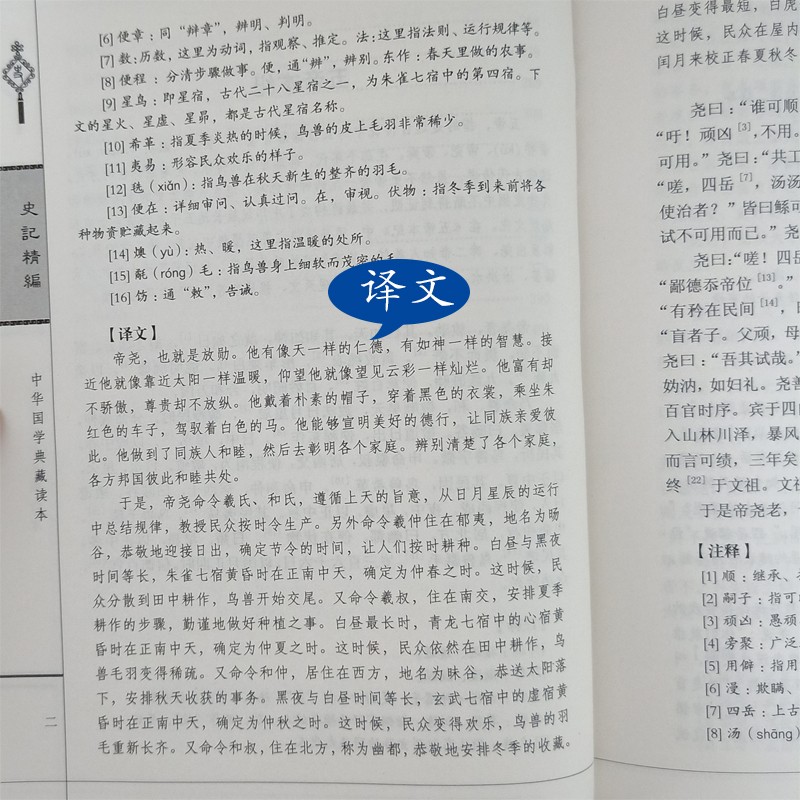 史記精編
中华国学典藏读本
二
[6] 便章：同“辩章”，辨明、判明。
[7] 数：历数，这里为动词，指观察、推定。法：这里指法则、运行规律等。
[8] 便程：分清步骤做事。便，通“辩”，辨别。东作：春天里做的农事。
[9] 星鸟：即星宿，古代二十八星宿之一，为朱雀七宿中的第四宿。下
文的星火、星虚、星昴，都是古代星宿名称。
[10] 希革：指夏季炎热的时候，鸟兽的皮上毛羽非常稀少。
[11] 夷易：形容民众欢乐的样子。
[12] 毨（xiǎn）：指鸟兽在秋天新生的整齐的羽毛。
[13] 便在：详细审问、认真过问。在，审视。伏物：指冬季到来前将各
种物资贮藏起来。
[14] 燠（yù）：热、暖，这里指温暖的处所。
[15] 氄（róng）毛：指鸟兽身上细软而茂密的毛
[16] 饬：通“敕”，告诫。
译文
【译文】
帝尧，也就是放勋。他有像天一样的仁德，有如神一样的智慧。接
近他就像靠近太阳一样温暖，仰望他就像望见云彩一样灿烂。他富有却
不骄傲，尊贵却不放纵。他戴着朴素的帽子，穿着黑色的衣裳，乘坐朱
红色的车子，驾驭着白色的马。他能够宣明美好的德行，让同族亲爱彼
此。他做到了同族人和睦，然后去彰明各个家庭。辨别清楚了各个家庭，
各方邦国彼此和睦共处。
于是，帝尧命令羲氏、和氏，遵循上天的旨意，从日月星辰的运行
中总结规律，教授民众按时令生产。另外命令羲仲住在郁夷，地名为旸
谷，恭敬地迎接日出，确定节令的时间，让人们按时耕种。白昼与黑夜
时间等长，朱雀七宿黄昏时在正南中天，确定为仲春之时。这时候，民
众分散到田中耕作，鸟兽开始交尾。又命令羲叔，住在南交，安排夏季
耕作的步骤，勤谨地做好种植之事。白昼最长时，青龙七宿中的心宿黄
昏时在正南中天，确定为仲夏之时。这时候，民众依然在田中耕作，鸟
兽毛羽变得稀疏。又命令和仲，居住在西方，地名为昧谷，恭送太阳落
下，安排秋天收获的事务。黑夜与白昼时间等长，玄武七宿中的虚宿黄
昏时在正南中天，确定为仲秋之时。这时候，民众变得欢乐，鸟兽的羽
毛重新长齐。又命令和叔，住在北方，称为幽都，恭敬地安排冬季的收藏。
白昼变得最短，白虎
这时候，民众在屋内
闰月来校正春夏秋冬
尧曰：“谁可顺
“吁！顽凶[3]，不用。
可用。”尧曰：“共工
“嗟，四岳[7]，汤汤
使治者？”皆曰鲧可
试不可用而已。”尧
尧曰：“嗟！四岳
“鄙德忝帝位[13]。”
“有矜在民间[14]，
“盲者子。父顽，母
尧曰：“吾其试哉。”
妫汭，如妇礼。尧善
百官时序。宾于四
入山林川泽，暴风
而言可绩，三年矣
终[22]于文祖。文祖
于是帝尧老，
【注释】
[1] 顺：继承、
[2] 嗣子：指可
[3] 顽凶：愚顽
[4] 旁聚：广泛
[5] 用僻：指用
[6] 漫：欺瞒、
[7] 四岳：上古
[8] 汤（shāng）